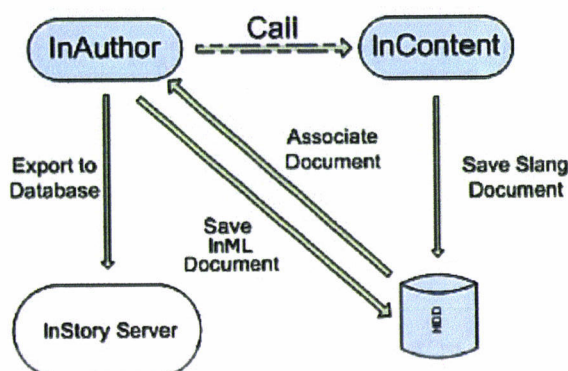 Call
InAuthor
InContent
Associate
Document
Export to
Database
Save Slang
Document
Save
InML
Document
InStory Server
HDD